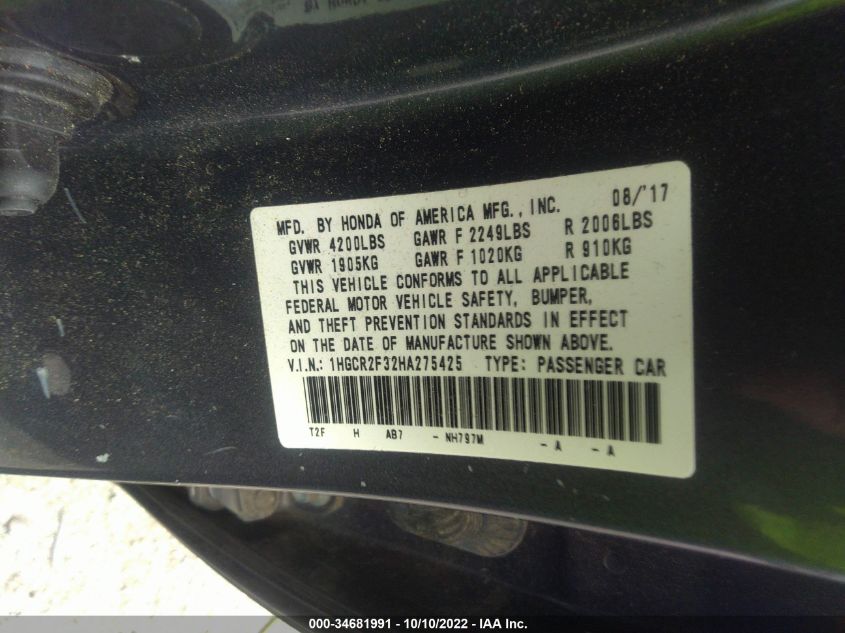 BY HONDA
MFD. BY HONDA OF AMERICA MFG., INC. 08/'17
GVWR 4200LBS GAWR F 2249LBS R 2006LBS
GVWR 1905KG GAWR F 1020KG R 910KG
THIS VEHICLE CONFORMS TO ALL APPLICABLE
FEDERAL MOTOR VEHICLE SAFETY, BUMPER,
AND THEFT PREVENTION STANDARDS IN EFFECT
ON THE DATE OF MANUFACTURE SHOWN ABOVE.
V.I.N.: 1HGCR2F32HA275425 TYPE: PASSENGER CAR
T2F H AB7 - NH797M - A - A
000-34681991 - 10/10/2022 - IAA Inc.